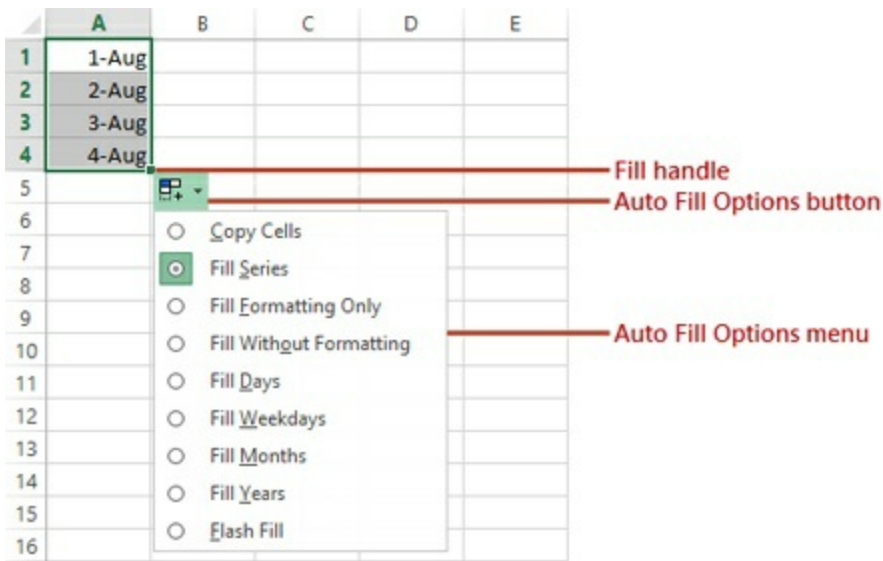 A B C D E
1 1-Aug
2 2-Aug
3 3-Aug
4 4-Aug
Fill handle
5
Auto Fill Options button
6 Copy Cells
7
Fill Series
8
9 Fill Formatting Only
10 Fill Without Formatting
Auto Fill Options menu
11 Fill Days
12 Fill Weekdays
13 Fill Months
14
Fill Years
15
16 Flash Fill